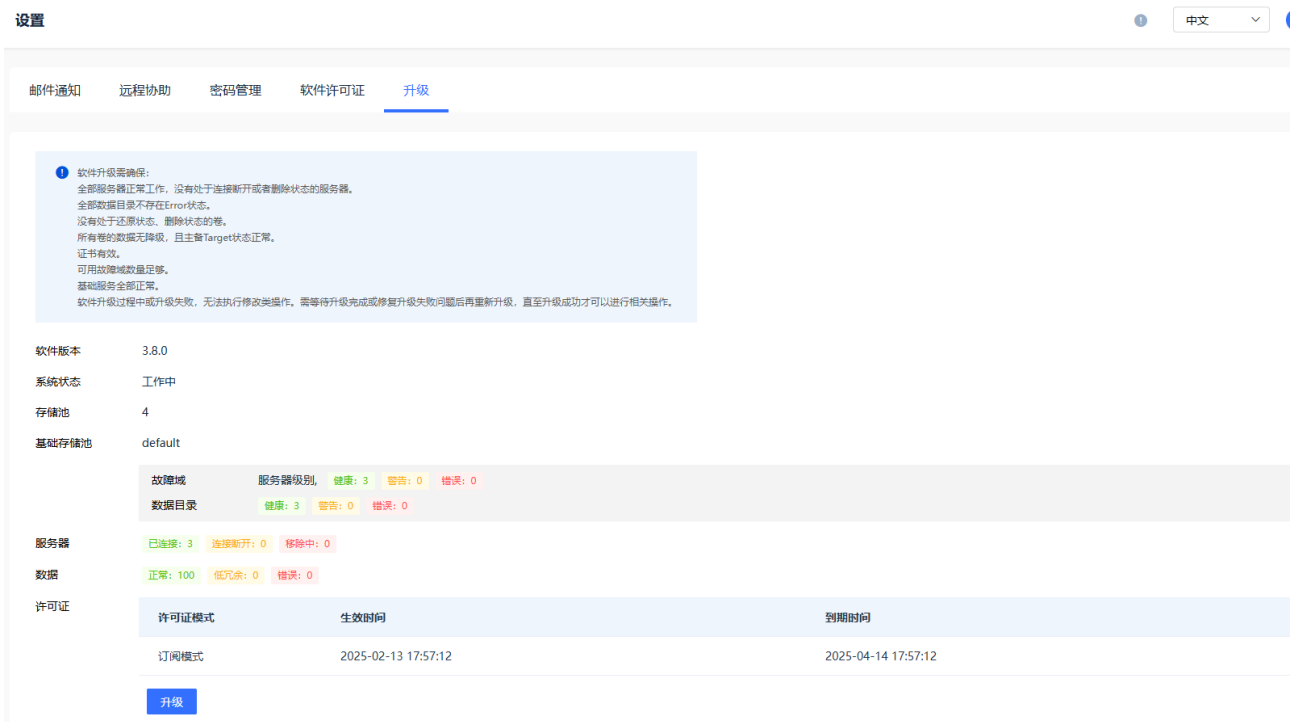 设置
中文
邮件通知 远程协助 密码管理 软件许可证 升级
软件升级需确保：
全部服务器正常工作，没有处于连接断开或者删除状态的服务器。
全部数据目录不存在Error状态。
没有处于还原状态、删除状态的卷。
所有卷的数据无降级，且主备Target状态正常。
证书有效。
可用故障域数量足够。
基础服务全部正常。
软件升级过程中或升级失败，无法执行修改类操作。需等待升级完成或修复升级失败问题后再重新升级，直至升级成功才可以进行相关操作。
软件版本 3.8.0
系统状态 工作中
存储池 4
基础存储池 default
故障域 服务器级别, 健康：3 警告：0 错误：0
数据目录 健康：3 警告：0 错误：0
服务器 已连接：3 连接断开：0 移除中：0
数据 正常：100 低冗余：0 错误：0
许可证
许可证模式 生效时间 到期时间
订阅模式 2025-02-13 17:57:12 2025-04-14 17:57:12
升级